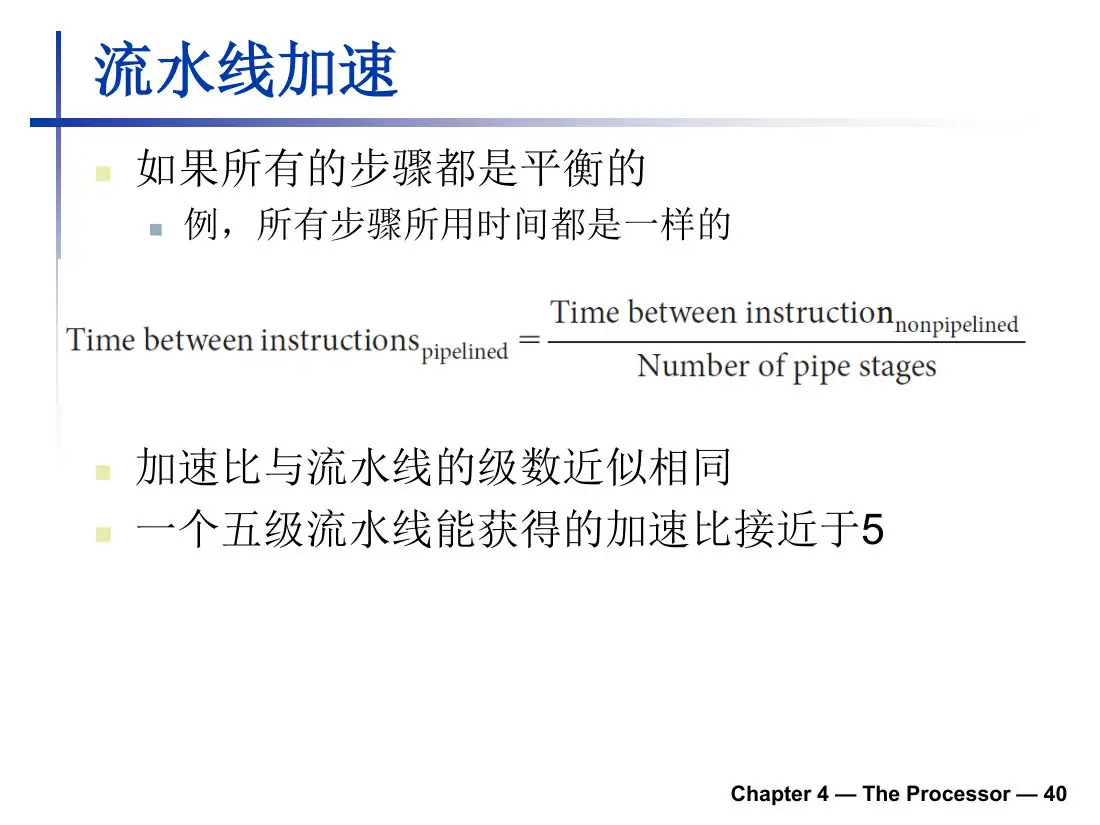 流水线加速
如果所有的步骤都是平衡的
例，所有步骤所用时间都是一样的
Time between instructions pipelined = Time between instruction nonpipelined
Number of pipe stages
加速比与流水线的级数近似相同
一个五级流水线能获得的加速比接近于5
Chapter 4 — The Processor — 40